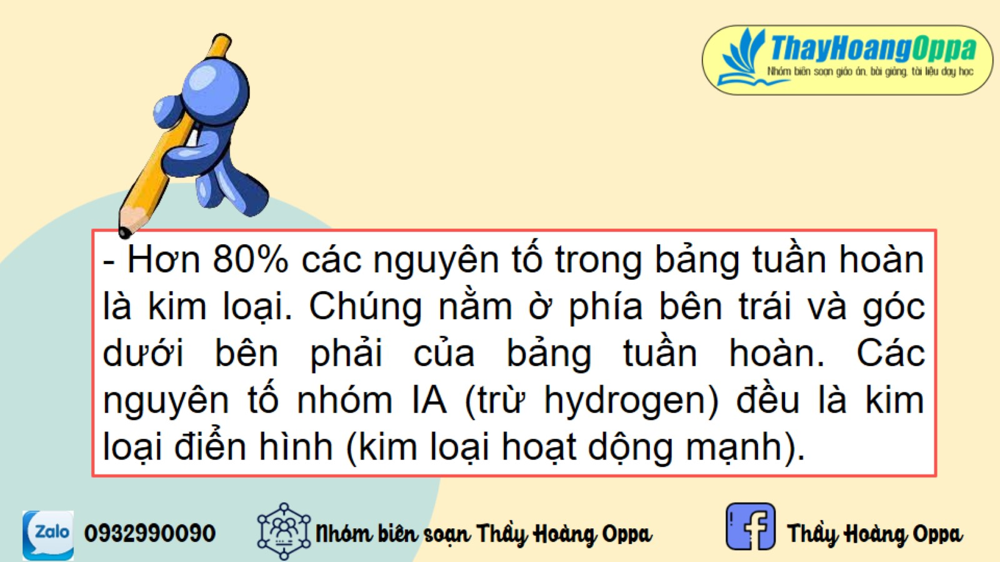 ThayHoangOppa
Nhóm biên soạn giáo án, bài giảng, tài liệu dạy học
- Hơn 80% các nguyên tố trong bảng tuần hoàn
là kim loại. Chúng nằm ờ phía bên trái và góc
dưới bên phải của bảng tuần hoàn. Các
nguyên tố nhóm IA (trừ hydrogen) đều là kim
loại điển hình (kim loại hoạt dộng mạnh).
Zalo 0932990090 Nhóm biên soạn Thầy Hoàng Oppa f Thầy Hoàng Oppa